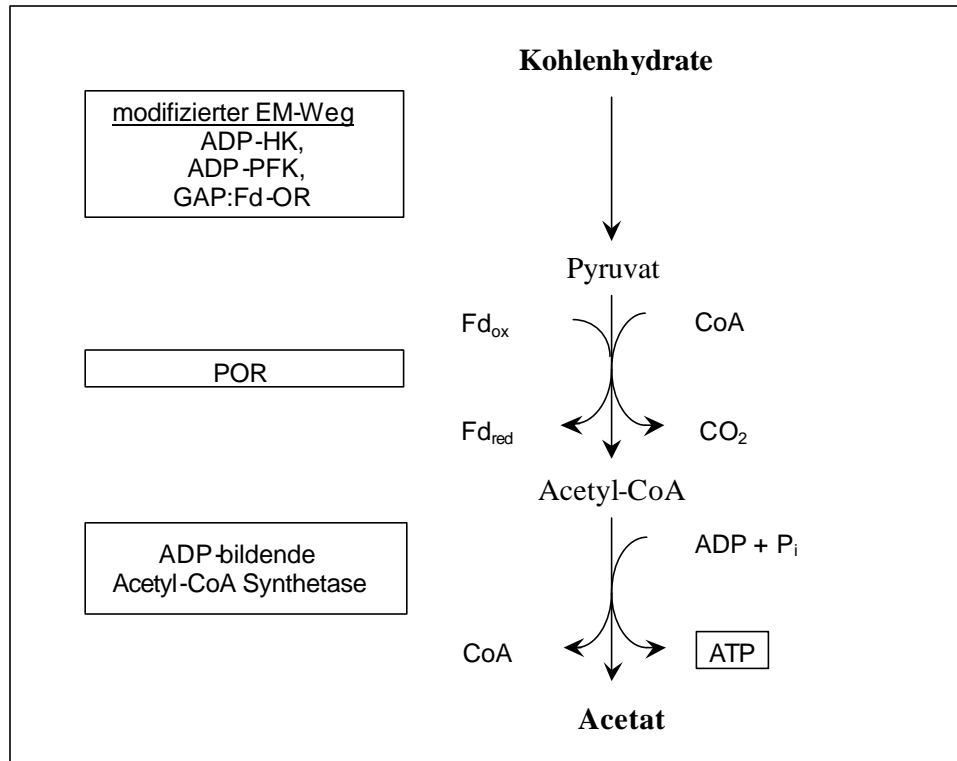 Kohlenhydrate
modifizierter EM-Weg
ADP-HK,
ADP-PFK,
GAP:Fd-OR
Pyruvat
Fdox CoA
POR
Fdred CO2
Acetyl-CoA
ADP-bildende
Acetyl-CoA Synthetase
ADP + Pi
CoA ATP
Acetat